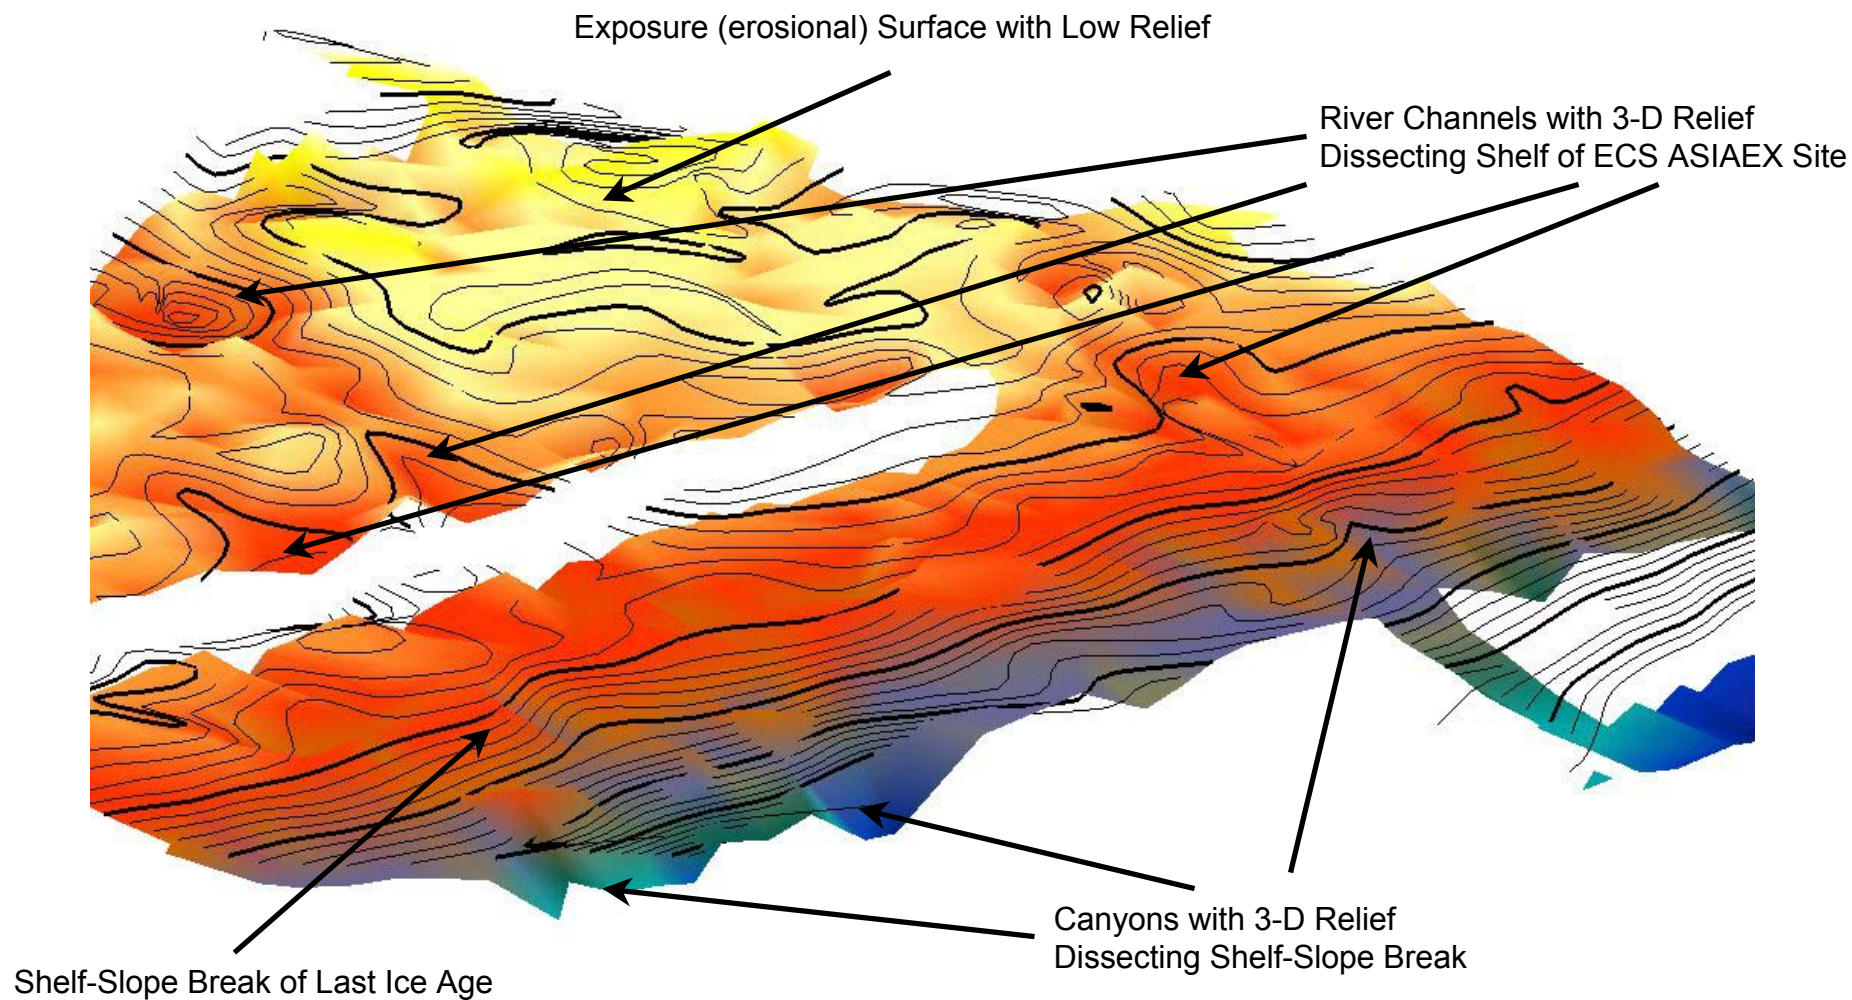 Exposure (erosional) Surface with Low Relief
River Channels with 3-D Relief
Dissecting Shelf of ECS ASIAEX Site
Canyons with 3-D Relief
Dissecting Shelf-Slope Break
Shelf-Slope Break of Last Ice Age